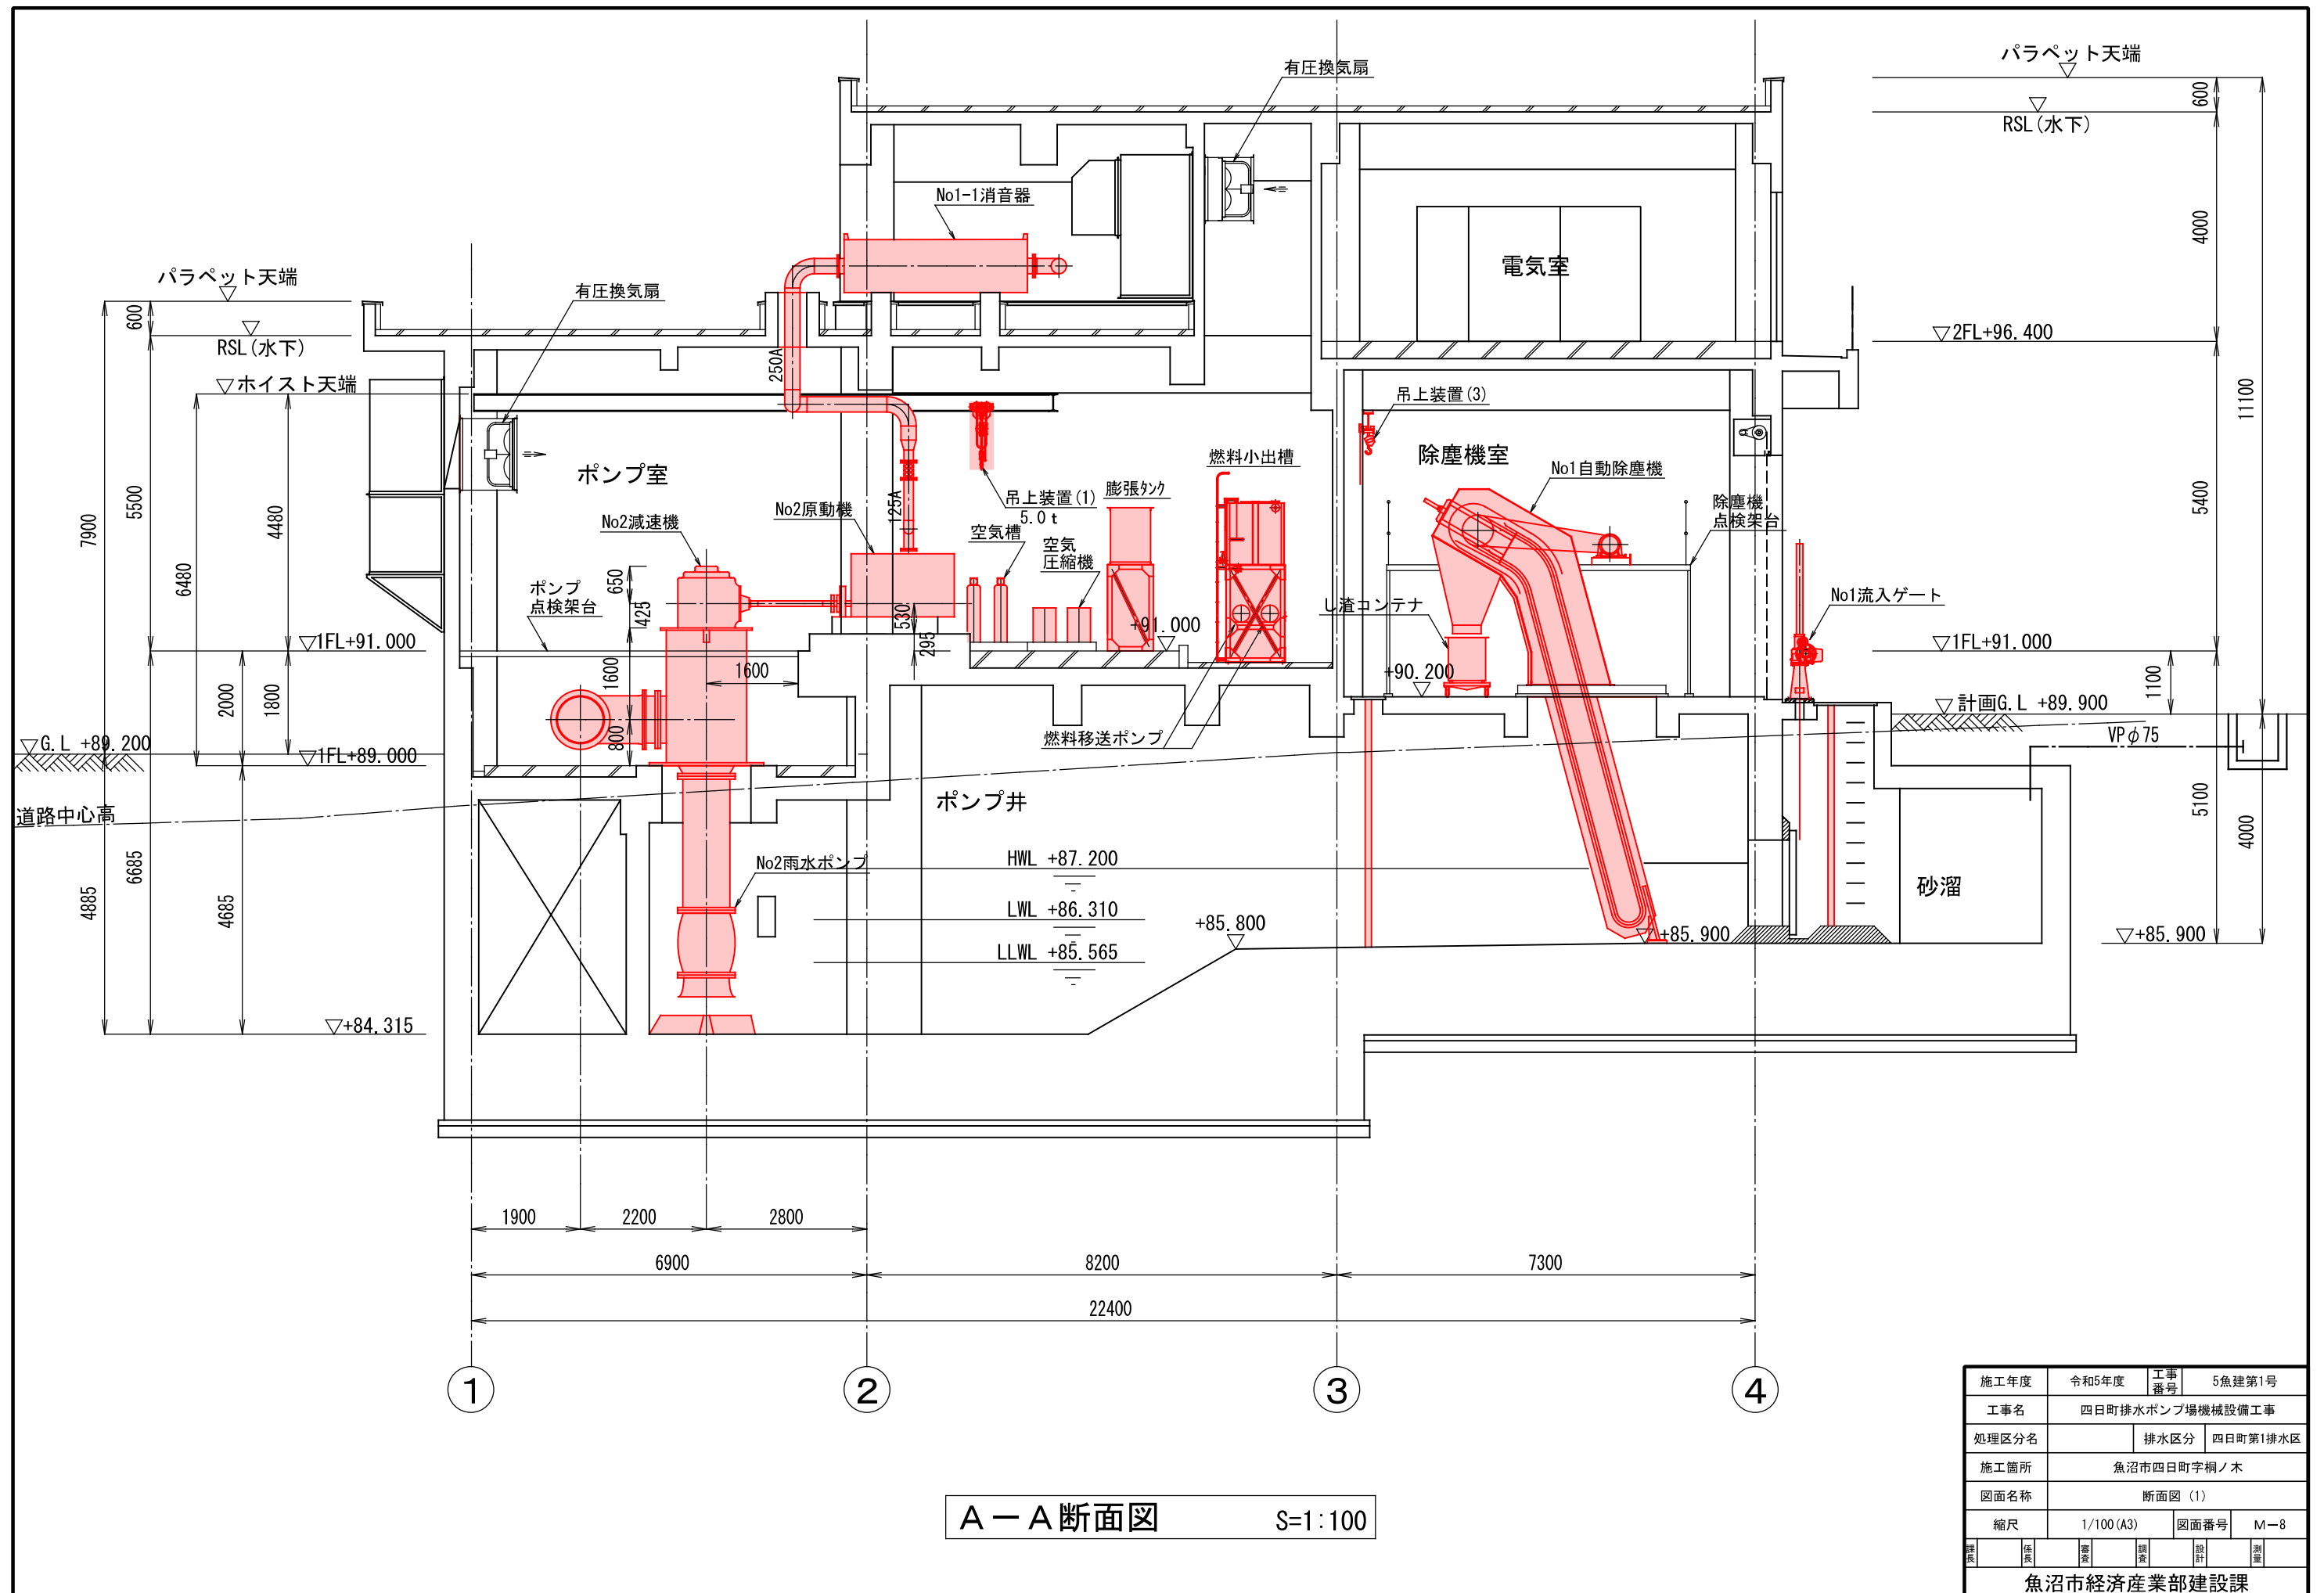 パラペット天端
RSL(水下)
600
4000
11100
有圧換気扇
No1-1消音器
電気室
パラペット天端
600
RSL(水下)
有圧換気扇
▽2FL+96.400
▽ホイスト天端
250A
吊上装置(3)
5400
7900
5500
4480
6480
ポンプ室
除塵機室
燃料小出槽
No1自動除塵機
No2減速機
No2原動機
125A
吊上装置(1)
5.0t
膨張タンク
除塵機
点検架台
空気槽
空気
圧縮機
ポンプ
点検架台
650
425
530
295
し渣コンテナ
No1流入ゲート
+91.000
▽1FL+91.000
▽1FL+91.000
1600
1600
+90.200
1100
2000
1800
▽計画G.L +89.900
▽G.L +89.200
▽1FL+89.000
800
燃料移送ポンプ
VPφ75
道路中心高
ポンプ井
5100
4000
6685
4885
4685
No2雨水ポンプ
HWL +87.200
LWL +86.310
LLWL +85.565
+85.800
+85.900
砂溜
▽+85.900
▽+84.315
1900
2200
2800
6900
8200
7300
22400
1
2
3
4
A-A断面図 S=1:100
施工年度 令和5年度 工事番号 5魚建第1号
工事名 四日町排水ポンプ場機械設備工事
処理区分名 排水区分 四日町第1排水区
施工箇所 魚沼市四日町字桐ノ木
図面名称 断面図 (1)
縮尺 1/100(A3) 図面番号 M-8
課長 係長 審査 調査 設計 測量
魚沼市経済産業部建設課